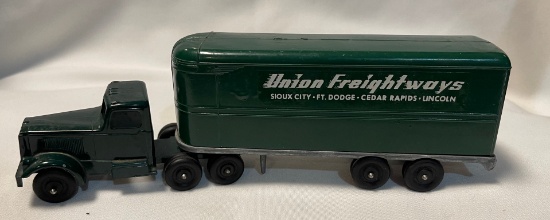 Union Freightways
SIOUX CITY • FT. DODGE • CEDAR RAPIDS • LINCOLN